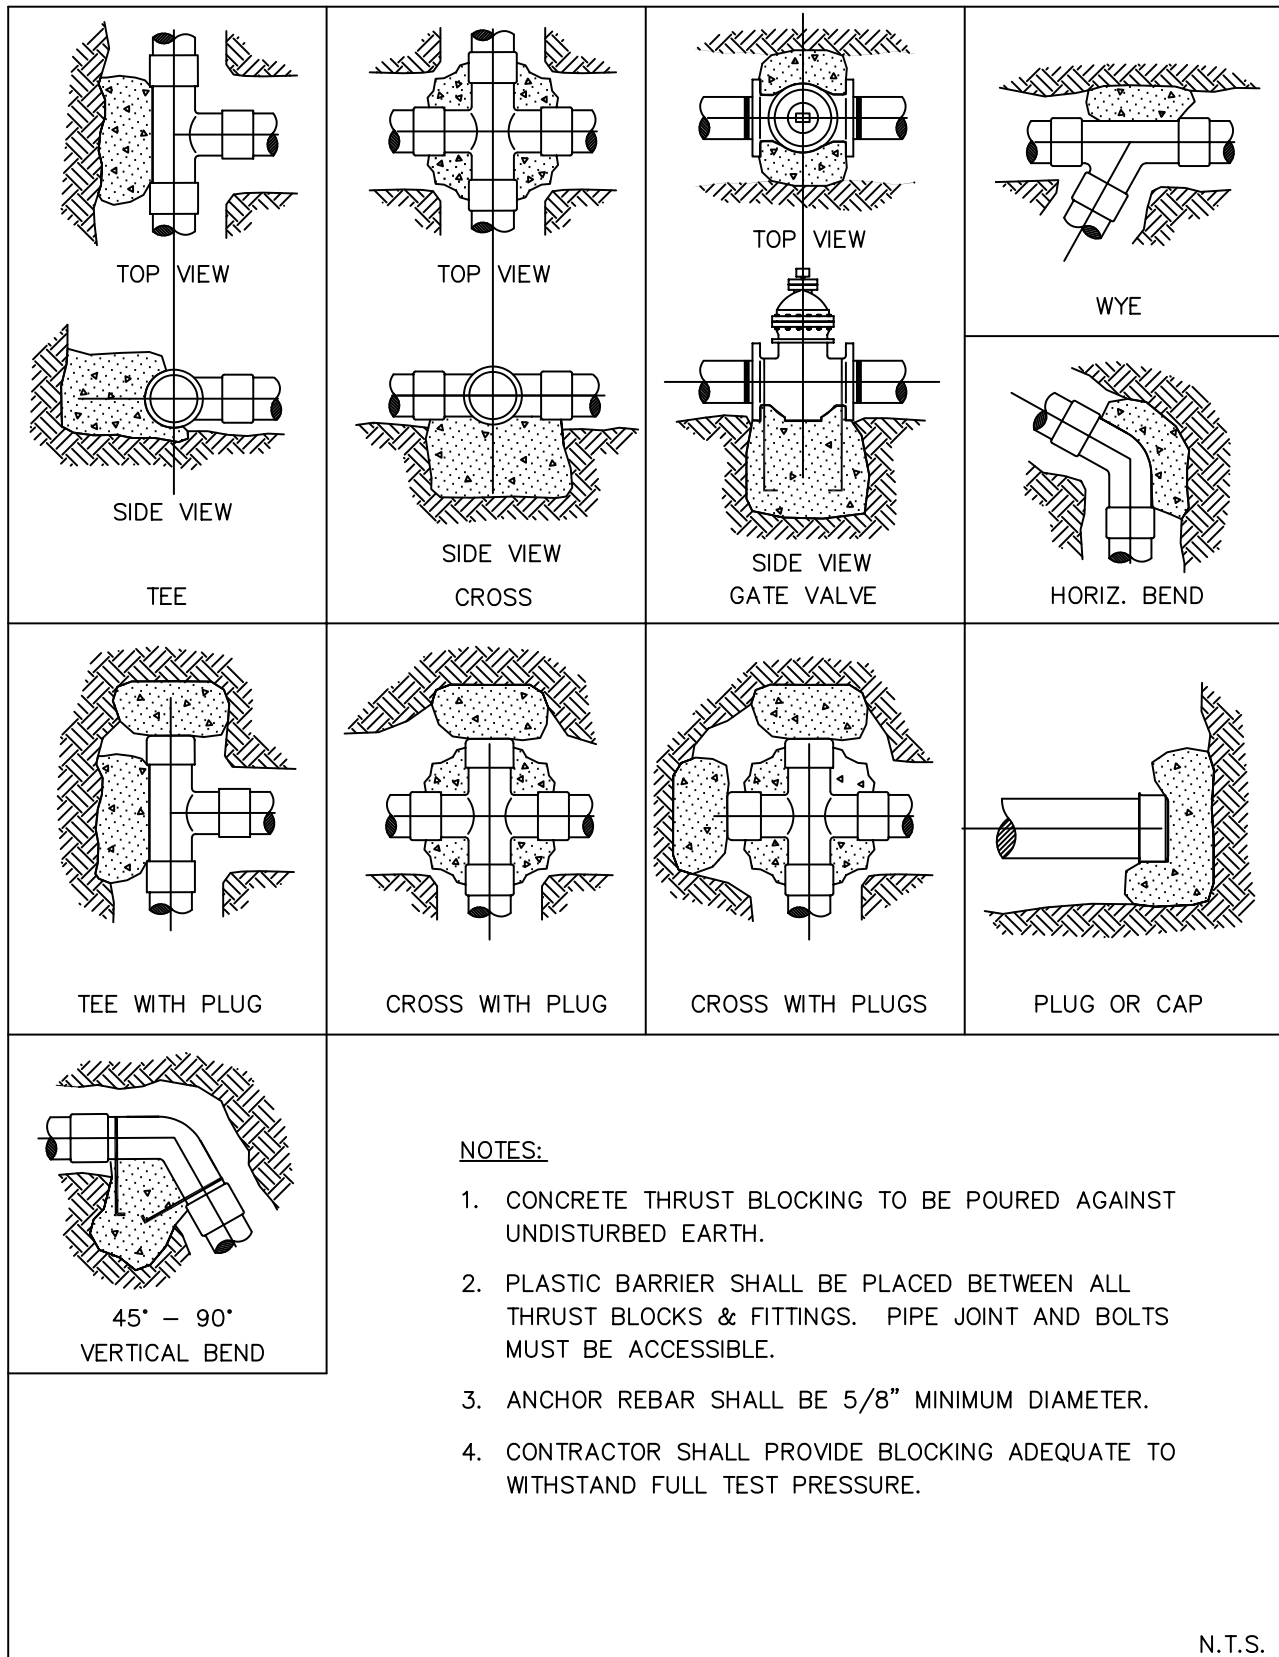 TOP VIEW
SIDE VIEW
TEE
TOP VIEW
SIDE VIEW
CROSS
TOP VIEW
SIDE VIEW
GATE VALVE
WYE
HORIZ. BEND
TEE WITH PLUG
CROSS WITH PLUG
CROSS WITH PLUGS
PLUG OR CAP
45° – 90°
VERTICAL BEND
NOTES:
1. CONCRETE THRUST BLOCKING TO BE POURED AGAINST
UNDISTURBED EARTH.
2. PLASTIC BARRIER SHALL BE PLACED BETWEEN ALL
THRUST BLOCKS & FITTINGS. PIPE JOINT AND BOLTS
MUST BE ACCESSIBLE.
3. ANCHOR REBAR SHALL BE 5/8" MINIMUM DIAMETER.
4. CONTRACTOR SHALL PROVIDE BLOCKING ADEQUATE TO
WITHSTAND FULL TEST PRESSURE.
N.T.S.